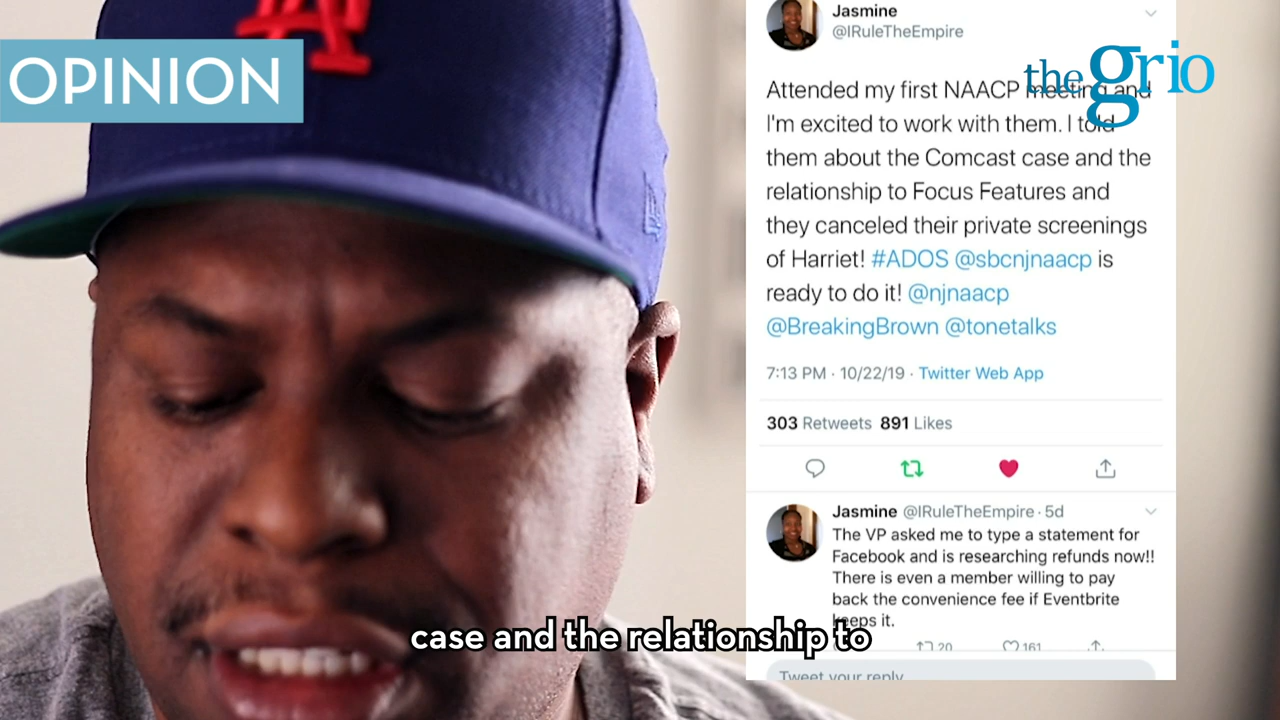 OPINION
LA
thegrio
Jasmine
@IRuleTheEmpire
Attended my first NAACP meeting and
I'm excited to work with them. I told
them about the Comcast case and the
relationship to Focus Features and
they canceled their private screenings
of Harriet! #ADOS @sbcnjnaacp is
ready to do it! @njnaacp
@BreakingBrown @tonetalks
7:13 PM · 10/22/19 · Twitter Web App
303 Retweets 891 Likes
Jasmine @IRuleTheEmpire · 5d
The VP asked me to type a statement for
Facebook and is researching refunds now!!
There is even a member willing to pay
back the convenience fee if Eventbrite
keeps it.
20 161
Tweet your reply
case and the relationship to